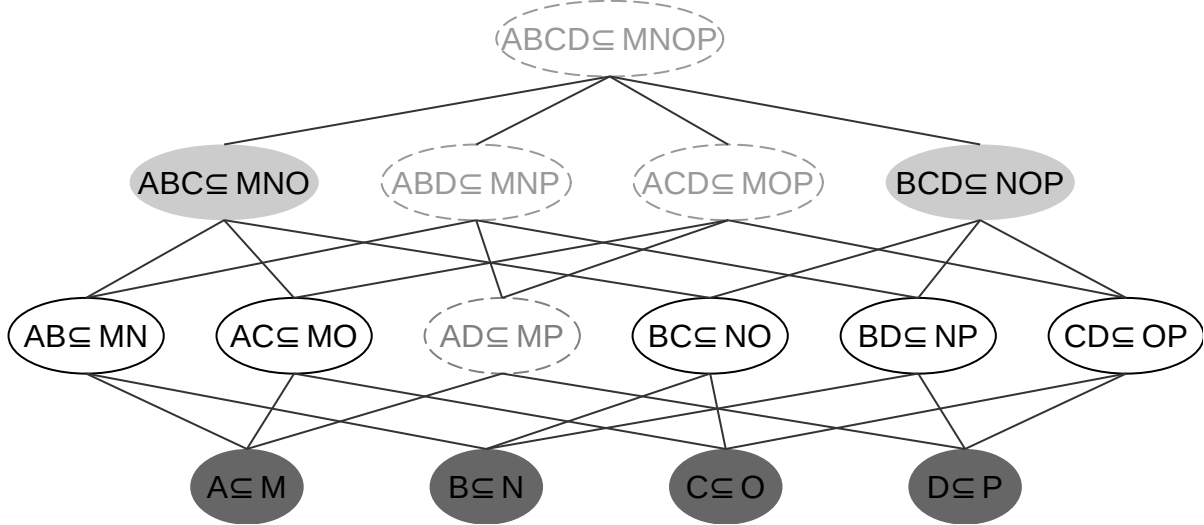 ABCD⊆ MNOP
ABC⊆ MNO
ABD⊆ MNP
ACD⊆ MOP
BCD⊆ NOP
AB⊆ MN
AC⊆ MO
AD⊆ MP
BC⊆ NO
BD⊆ NP
CD⊆ OP
A⊆ M
B⊆ N
C⊆ O
D⊆ P